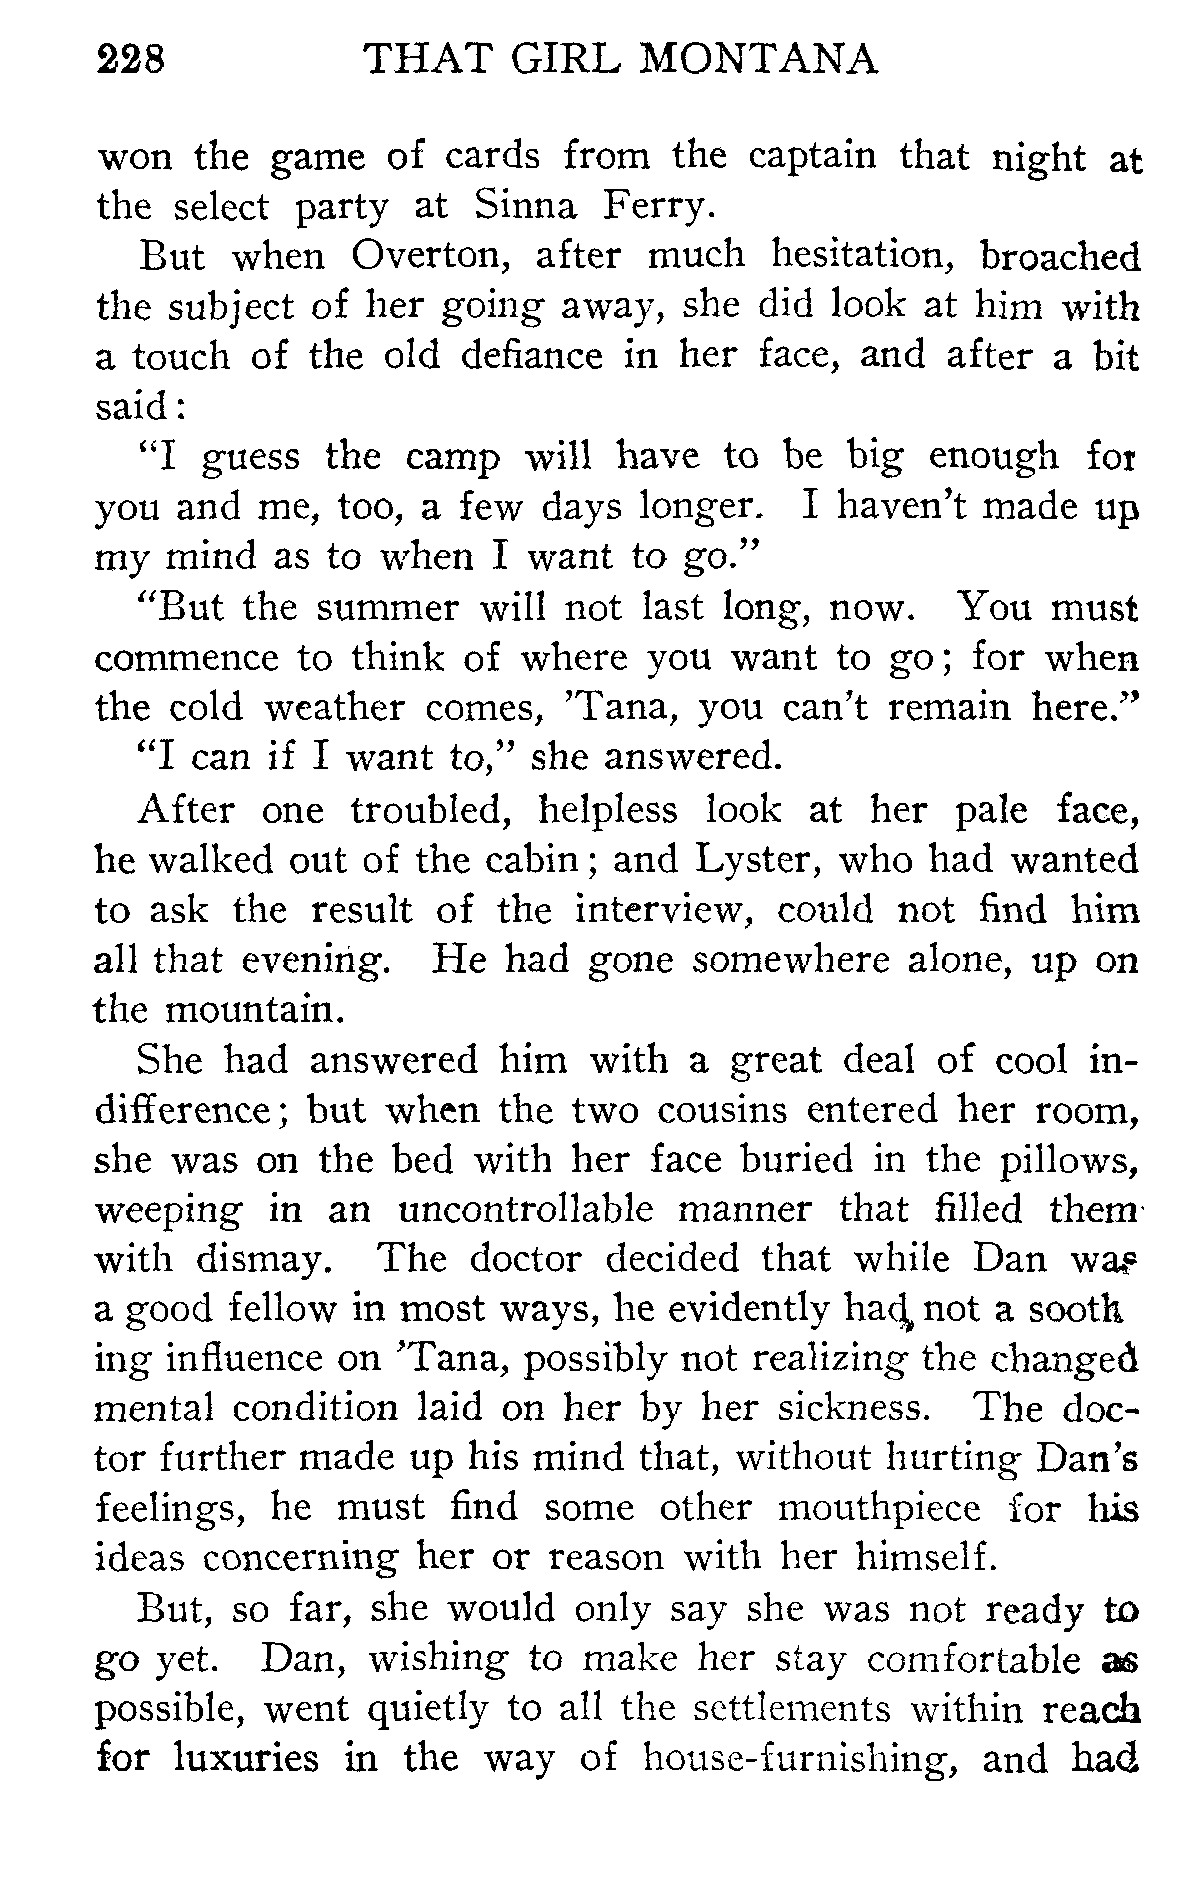 228 THAT GIRL MONTANA
won the game of cards from the captain that night at
the select party at Sinna Ferry.
But when Overton, after much hesitation, broached
the subject of her going away, she did look at him with
a touch of the old defiance in her face, and after a bit
said:
"I guess the camp will have to be big enough for
you and me, too, a few days longer. I haven't made up
my mind as to when I want to go."
"But the summer will not last long, now. You must
commence to think of where you want to go; for when
the cold weather comes, 'Tana, you can't remain here."
"I can if I want to," she answered.
After one troubled, helpless look at her pale face,
he walked out of the cabin; and Lyster, who had wanted
to ask the result of the interview, could not find him
all that evening. He had gone somewhere alone, up on
the mountain.
She had answered him with a great deal of cool in-
difference; but when the two cousins entered her room,
she was on the bed with her face buried in the pillows,
weeping in an uncontrollable manner that filled them
with dismay. The doctor decided that while Dan was
a good fellow in most ways, he evidently had not a sooth
ing influence on 'Tana, possibly not realizing the changed
mental condition laid on her by her sickness. The doc-
tor further made up his mind that, without hurting Dan's
feelings, he must find some other mouthpiece for his
ideas concerning her or reason with her himself.
But, so far, she would only say she was not ready to
go yet. Dan, wishing to make her stay comfortable as
possible, went quietly to all the settlements within reach
for luxuries in the way of house-furnishing, and had